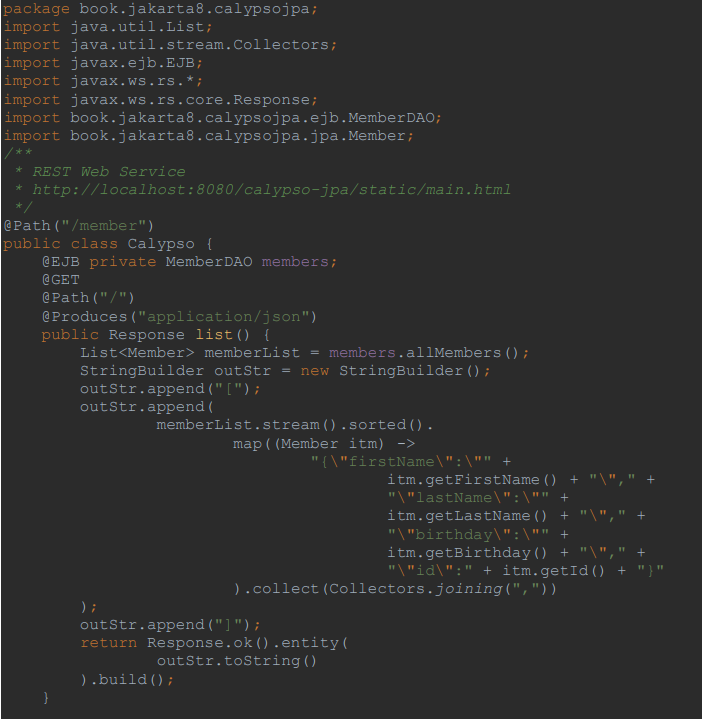 package book.jakarta8.calypsojpa;
import java.util.List;
import java.util.stream.Collectors;
import javax.ejb.EJB;
import javax.ws.rs.*;
import javax.ws.rs.core.Response;
import book.jakarta8.calypsojpa.ejb.MemberDAO;
import book.jakarta8.calypsojpa.jpa.Member;
/**
 * REST Web Service
 * http://localhost:8080/calypso-jpa/static/main.html
 */
@Path("/member")
public class Calypso {
    @EJB private MemberDAO members;
    @GET
    @Path("/")
    @Produces("application/json")
    public Response list() {
        List<Member> memberList = members.allMembers();
        StringBuilder outStr = new StringBuilder();
        outStr.append("[");
        outStr.append(
                memberList.stream().sorted().
                        map((Member itm) ->
                                "{\"firstName\":\"" +
                                        itm.getFirstName() + "\"," +
                                        "\"lastName\":\"" +
                                        itm.getLastName() + "\"," +
                                        "\"birthday\":\"" +
                                        itm.getBirthday() + "\"," +
                                        "\"id\":" + itm.getId() + "}"
                        ).collect(Collectors.joining(","))
        );
        outStr.append("]");
        return Response.ok().entity(
                outStr.toString()
        ).build();
    }